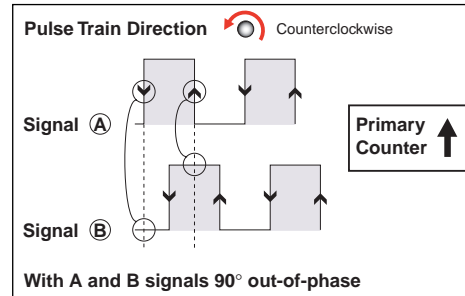 Pulse Train Direction Counterclockwise
Signal A
Primary
Counter
Signal B
With A and B signals 90° out-of-phase